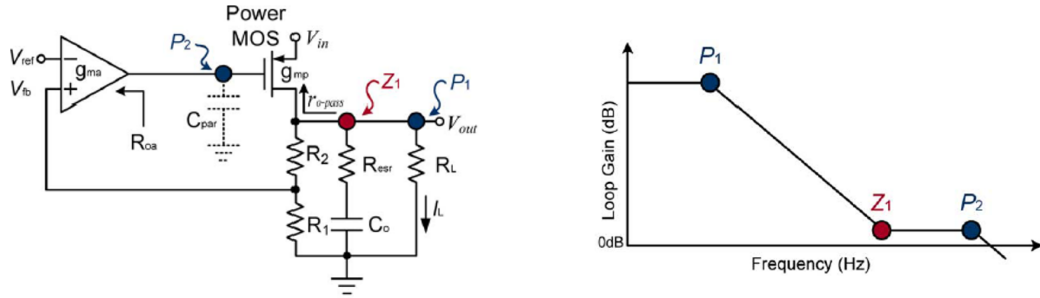 Power
MOS
P2
Vin
Vref
gma
gmp
Z1
P1
Vfb
ro-pass
Vout
Cpar
Roa
R2
Resr
RL
R1
Co
IL
Loop Gain (dB)
P1
Z1
P2
0dB
Frequency (Hz)